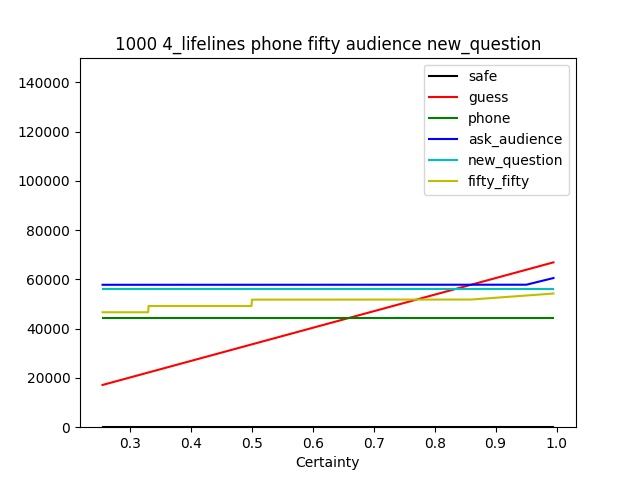 1000 4_lifelines phone fifty audience new_question
140000
120000
100000
80000
60000
40000
20000
0
safe
guess
phone
ask_audience
new_question
fifty_fifty
0.3 0.4 0.5 0.6 0.7 0.8 0.9 1.0
Certainty